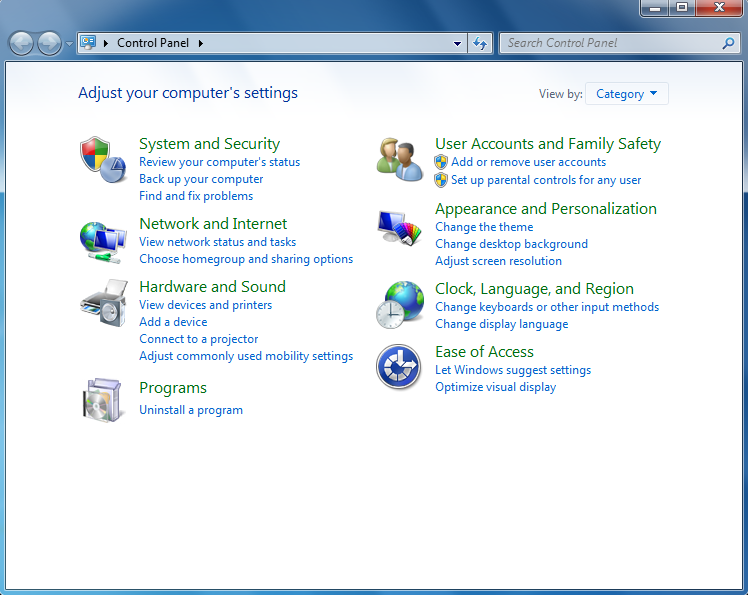 Control Panel
Search Control Panel
Adjust your computer's settings
View by: Category
System and Security
Review your computer's status
Back up your computer
Find and fix problems
Network and Internet
View network status and tasks
Choose homegroup and sharing options
Hardware and Sound
View devices and printers
Add a device
Connect to a projector
Adjust commonly used mobility settings
Programs
Uninstall a program
User Accounts and Family Safety
Add or remove user accounts
Set up parental controls for any user
Appearance and Personalization
Change the theme
Change desktop background
Adjust screen resolution
Clock, Language, and Region
Change keyboards or other input methods
Change display language
Ease of Access
Let Windows suggest settings
Optimize visual display